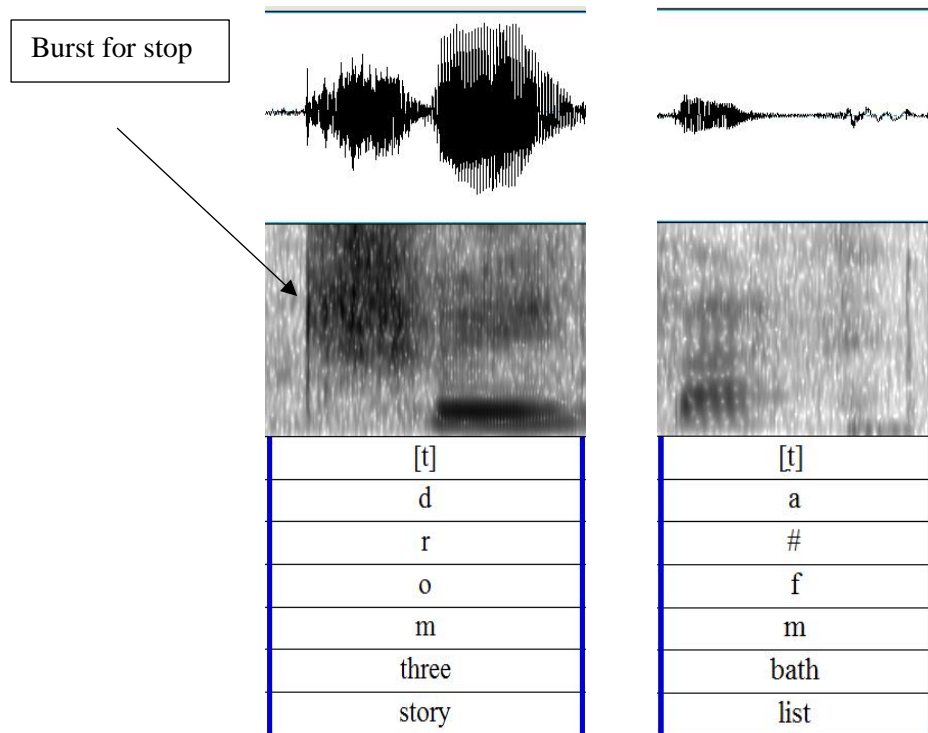 Burst for stop
[t] [t̪]
d a
r #
o f
m m
three bath
story list